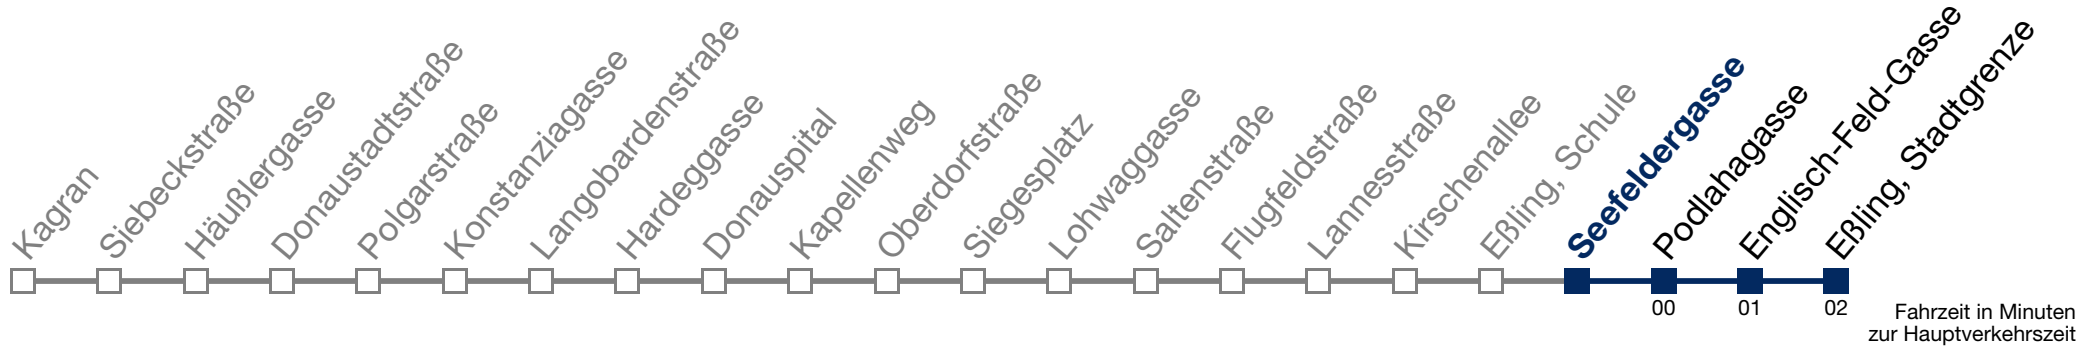 Kagran
Siebeckstraße
Häußlergasse
Donaustadtstraße
Polgarstraße
Konstanziagasse
Langobardenstraße
Hardeggasse
Donauspital
Kapellenweg
Oberdorfstraße
Siegesplatz
Lohwaggasse
Saltenstraße
Flugfeldstraße
Lannesstraße
Kirschenallee
Eßling, Schule
Seefeldergasse
Podlahagasse
Englisch-Feld-Gasse
Eßling, Stadtgrenze
00 01 02
Fahrzeit in Minuten
zur Hauptverkehrszeit